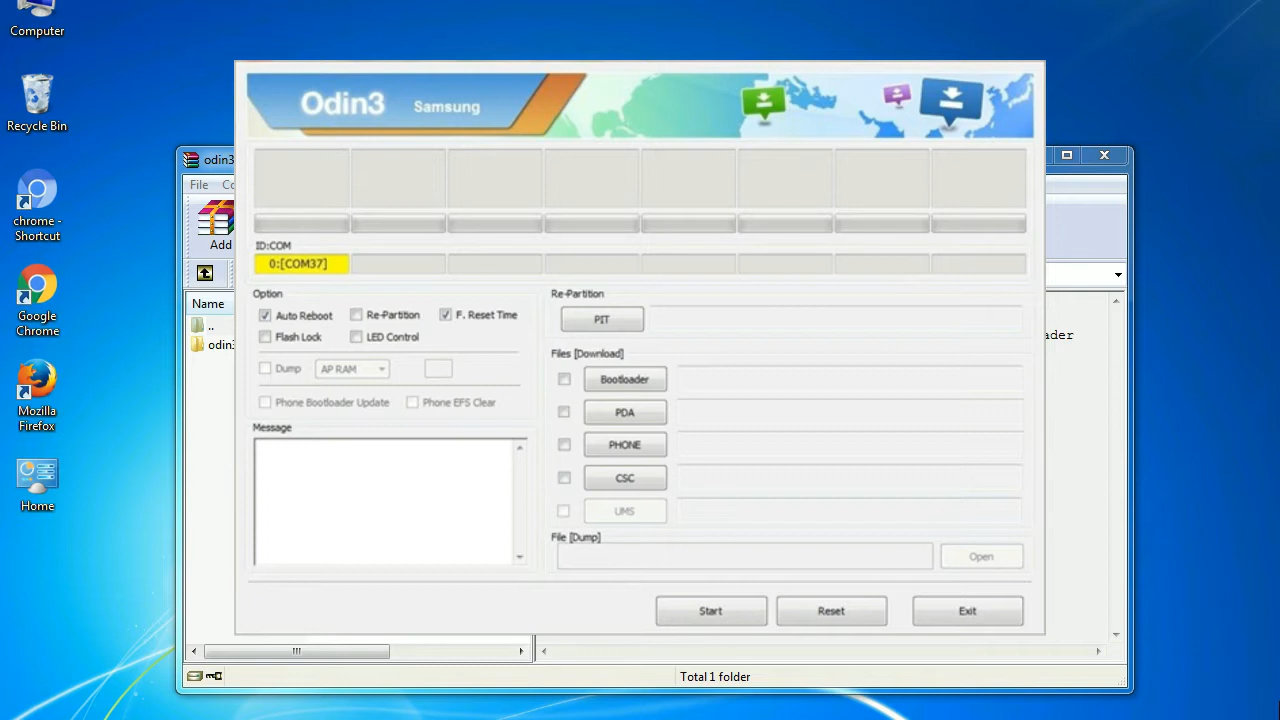 Computer
Recycle Bin
chrome -
Shortcut
Google
Chrome
Mozilla
Firefox
Home
odin3
File
Add
Name
..
odin3
Total 1 folder
Odin3 Samsung
ID:COM
0:[COM37]
Option
Auto Reboot Re-Partition F. Reset Time
Flash Lock LED Control
Dump AP RAM
Phone Bootloader Update Phone EFS Clear
Message
Re-Partition
PIT
Files [Download]
Bootloader
PDA
PHONE
CSC
UMS
File [Dump]
Open
Start Reset Exit